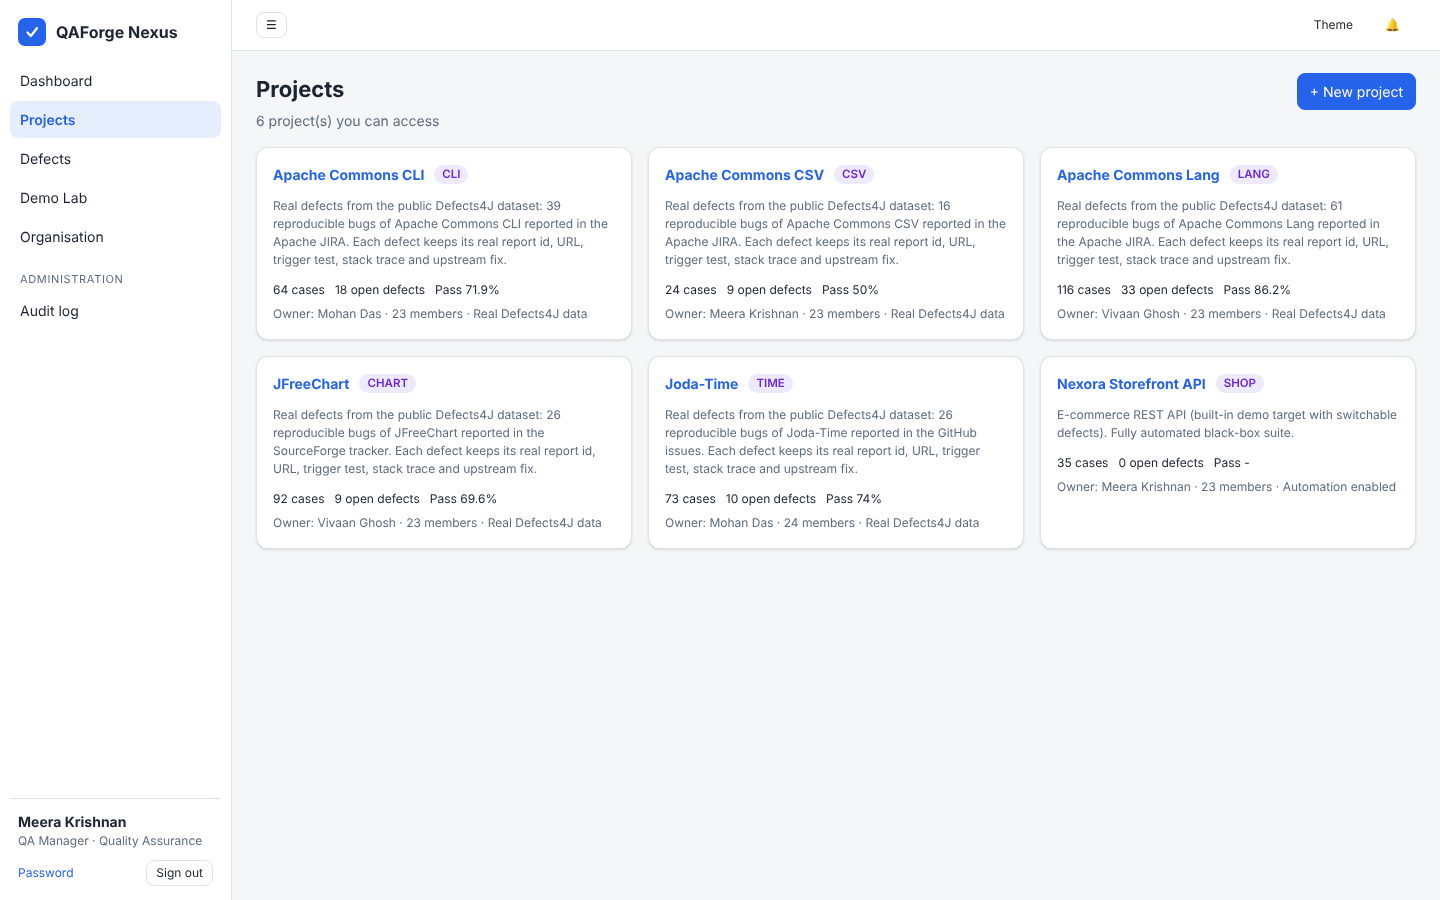 QAForge Nexus
Dashboard
Projects
Defects
Demo Lab
Organisation
ADMINISTRATION
Audit log
Meera Krishnan
QA Manager · Quality Assurance
Password
Sign out
☰
Theme
🔔
Projects
6 project(s) you can access
+ New project
Apache Commons CLI CLI
Real defects from the public Defects4J dataset: 39
reproducible bugs of Apache Commons CLI reported in the
Apache JIRA. Each defect keeps its real report id, URL,
trigger test, stack trace and upstream fix.
64 cases 18 open defects Pass 71.9%
Owner: Mohan Das · 23 members · Real Defects4J data
Apache Commons CSV CSV
Real defects from the public Defects4J dataset: 16
reproducible bugs of Apache Commons CSV reported in the
Apache JIRA. Each defect keeps its real report id, URL,
trigger test, stack trace and upstream fix.
24 cases 9 open defects Pass 50%
Owner: Meera Krishnan · 23 members · Real Defects4J data
Apache Commons Lang LANG
Real defects from the public Defects4J dataset: 61
reproducible bugs of Apache Commons Lang reported in
the Apache JIRA. Each defect keeps its real report id, URL,
trigger test, stack trace and upstream fix.
116 cases 33 open defects Pass 86.2%
Owner: Vivaan Ghosh · 23 members · Real Defects4J data
JFreeChart CHART
Real defects from the public Defects4J dataset: 26
reproducible bugs of JFreeChart reported in the
SourceForge tracker. Each defect keeps its real report id,
URL, trigger test, stack trace and upstream fix.
92 cases 9 open defects Pass 69.6%
Owner: Vivaan Ghosh · 23 members · Real Defects4J data
Joda-Time TIME
Real defects from the public Defects4J dataset: 26
reproducible bugs of Joda-Time reported in the GitHub
issues. Each defect keeps its real report id, URL, trigger
test, stack trace and upstream fix.
73 cases 10 open defects Pass 74%
Owner: Mohan Das · 24 members · Real Defects4J data
Nexora Storefront API SHOP
E-commerce REST API (built-in demo target with switchable
defects). Fully automated black-box suite.
35 cases 0 open defects Pass -
Owner: Meera Krishnan · 23 members · Automation enabled